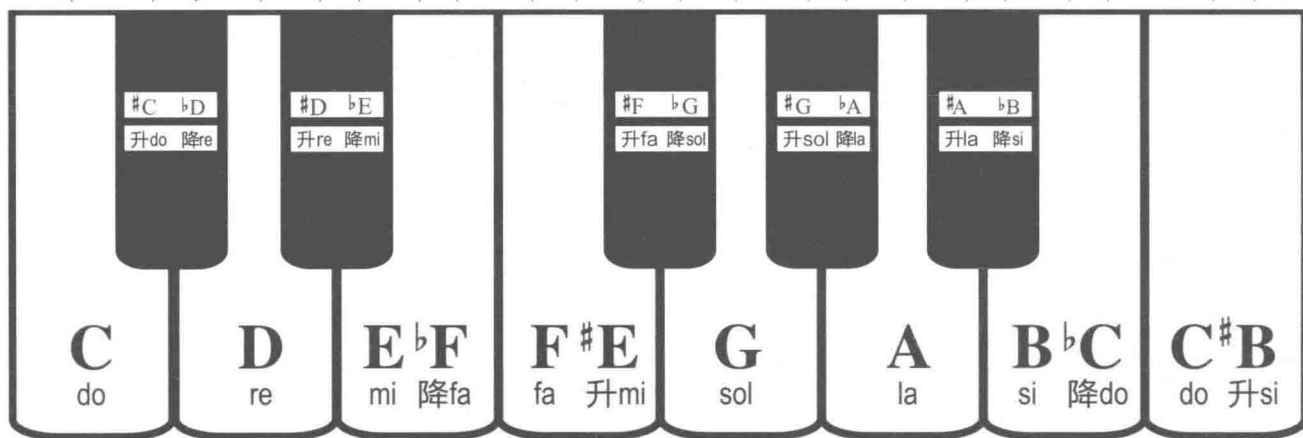 #C ♭D #D ♭E #F ♭G #G ♭A #A ♭B
升do 降re 升re 降mi 升fa 降sol 升sol 降la 升la 降si
C D E ♭F F #E G A B ♭C C #B
do re mi 降fa fa 升mi sol la si 降do do 升si